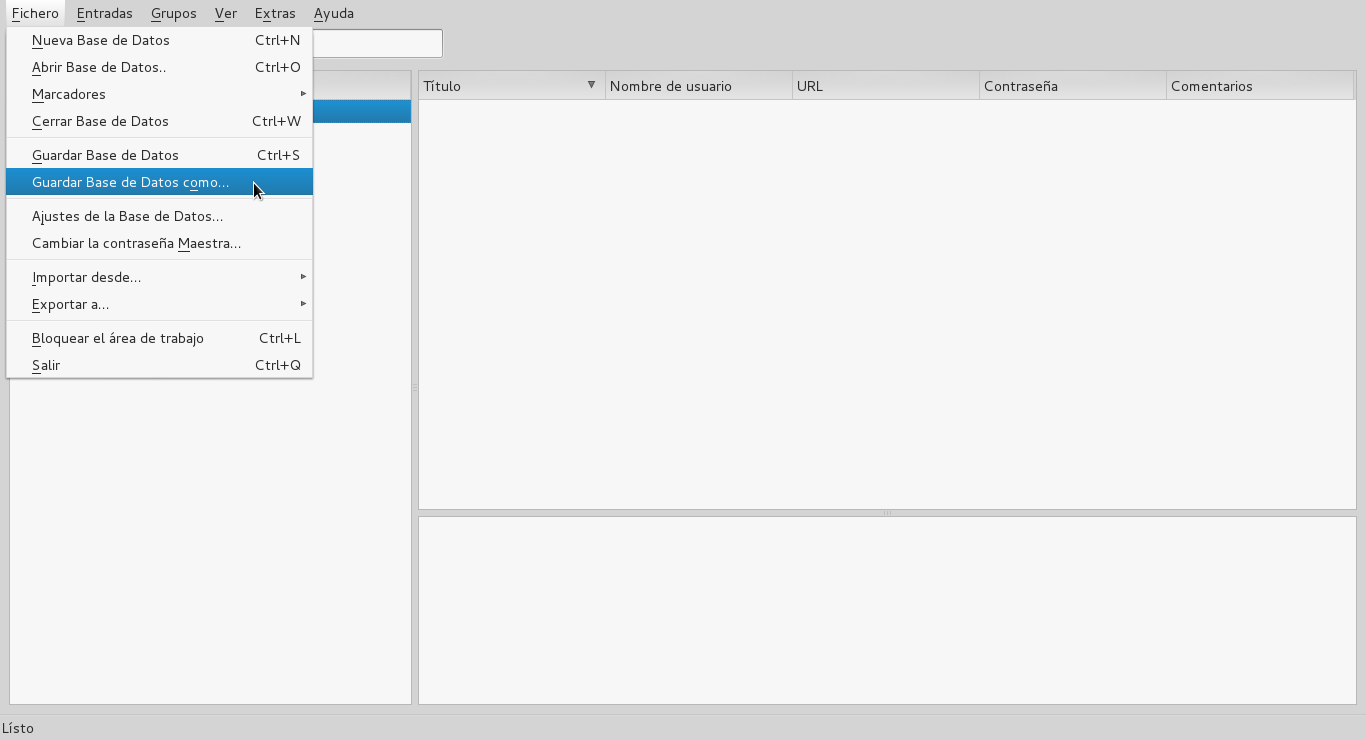 Fichero Entradas Grupos Ver Extras Ayuda
Nueva Base de Datos Ctrl+N
Abrir Base de Datos.. Ctrl+O
Marcadores
Cerrar Base de Datos Ctrl+W
Guardar Base de Datos Ctrl+S
Guardar Base de Datos como...
Ajustes de la Base de Datos...
Cambiar la contraseña Maestra...
Importar desde...
Exportar a...
Bloquear el área de trabajo Ctrl+L
Salir Ctrl+Q
Título Nombre de usuario URL Contraseña Comentarios
Lísto